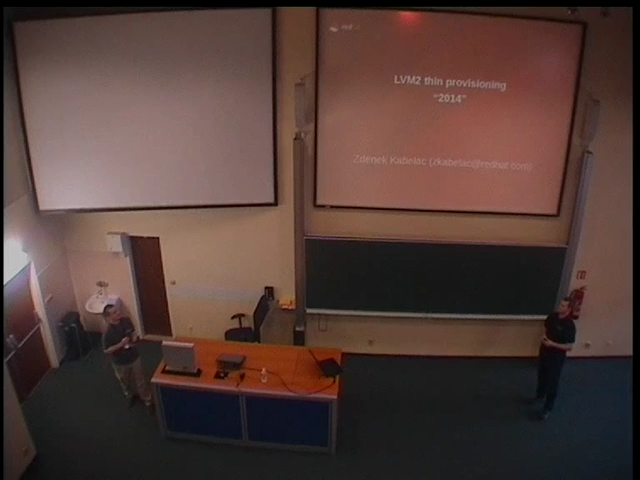 LVM2 thin provisioning
"2014"
Zdenek Kabelac (zkabelac@redhat.com)